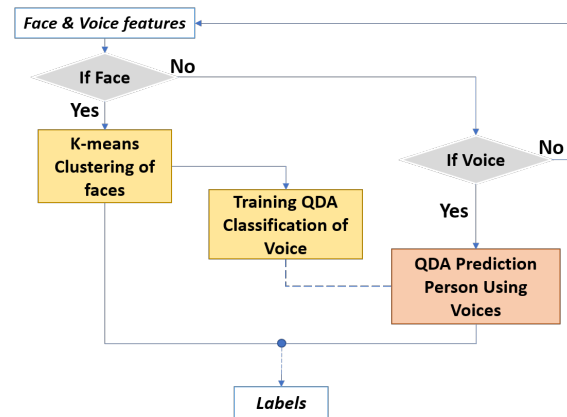 Face & Voice features
If Face
No
Yes
K-means
Clustering of
faces
Training QDA
Classification of
Voice
If Voice
No
Yes
QDA Prediction
Person Using
Voices
Labels